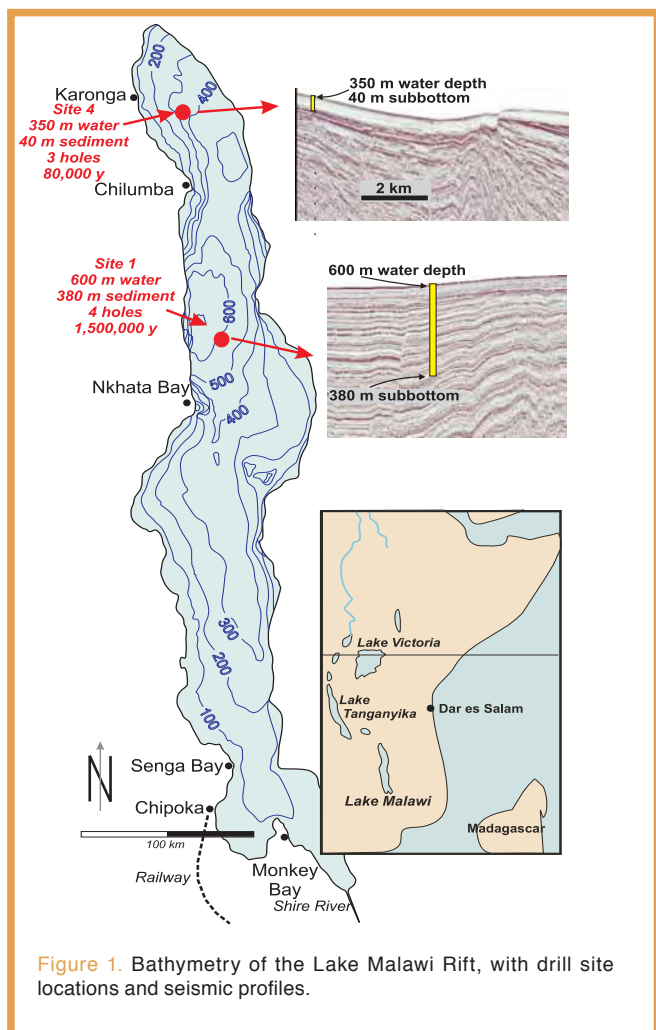 200
400
Karonga
Site 4
350 m water
40 m sediment
3 holes
80,000 y
Chilumba
350 m water depth
40 m subbottom
2 km
Site 1
600 m water
380 m sediment
4 holes
1,500,000 y
600
600 m water depth
380 m subbottom
Nkhata Bay
500
400
300
200
100
Lake Victoria
Lake
Tanganyika
Dar es Salam
Lake Malawi
Madagascar
N
Senga Bay
Chipoka
100 km
Railway
Monkey
Bay
Shire River
Figure 1. Bathymetry of the Lake Malawi Rift, with drill site
locations and seismic profiles.